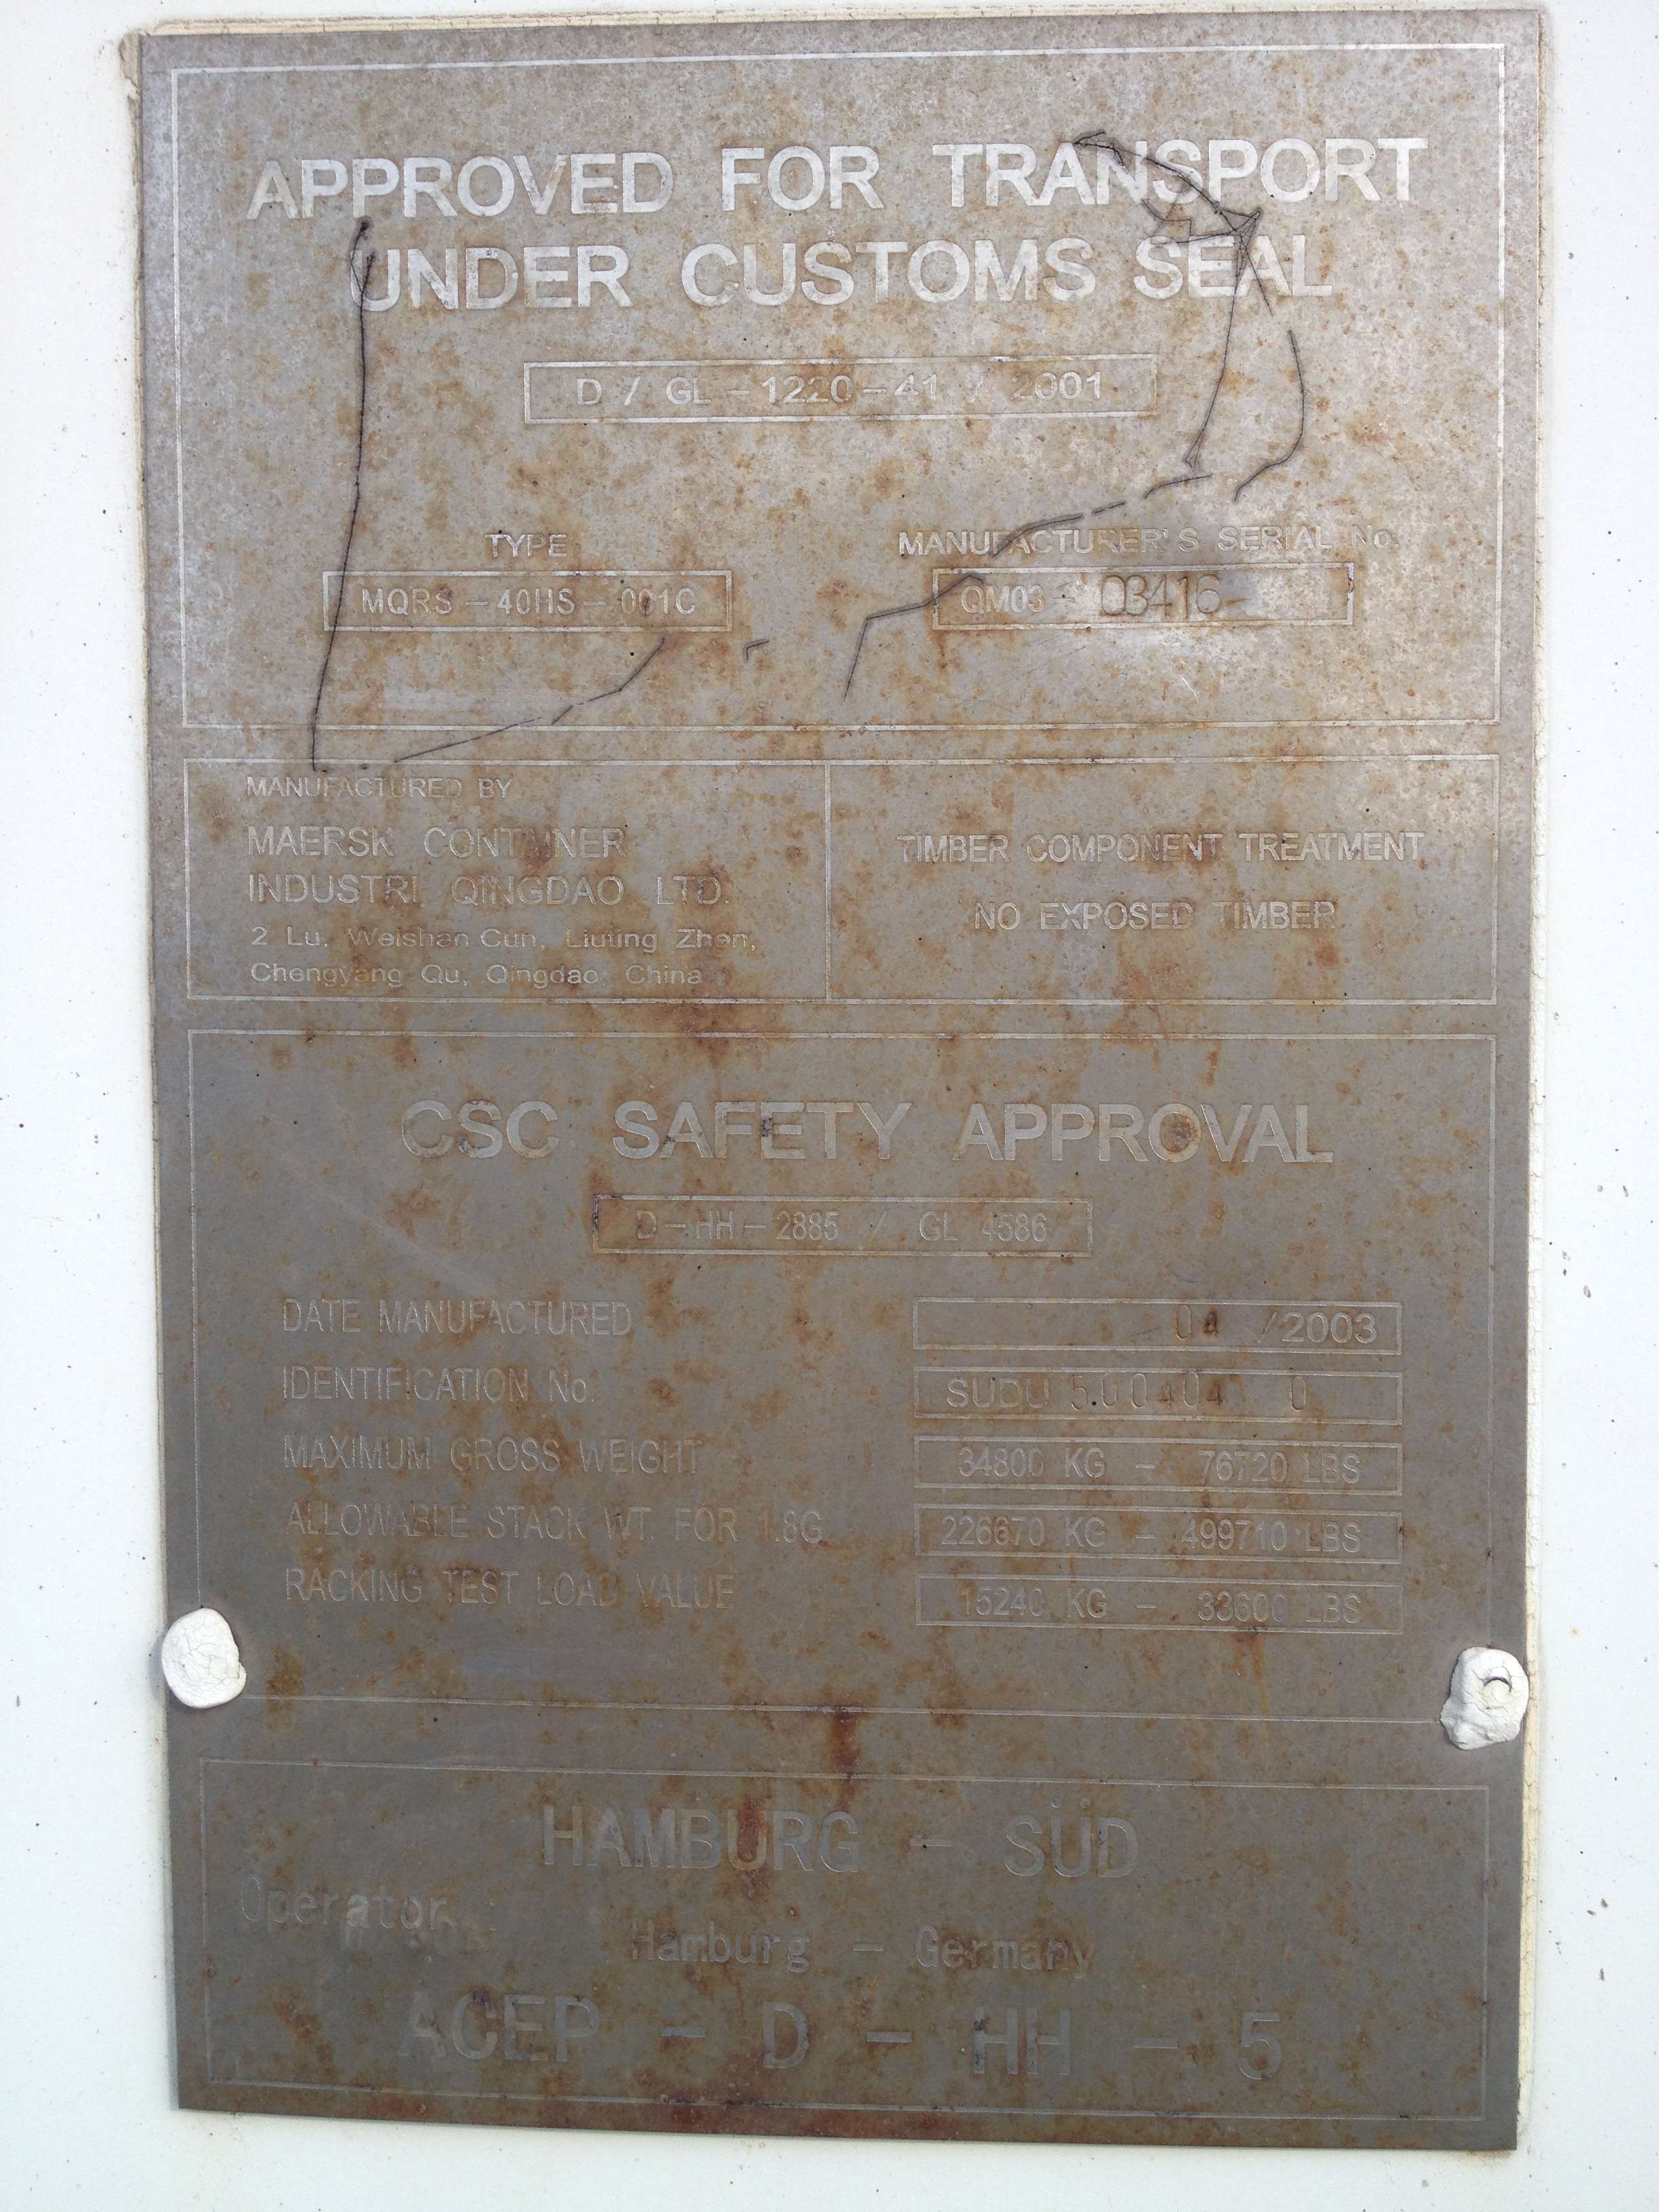 APPROVED FOR TRANSPORT
UNDER CUSTOMS SEAL
D / GL - 1220 - 41 / 2001
TYPE
MQRS - 40HS - 001C
MANUFACTURER'S SERIAL No.
QM03 - 03416
MANUFACTURED BY
MAERSK CONTAINER
INDUSTRI QINGDAO LTD.
2 Lu, Weishan Cun, Liuting Zhen,
Chengyang Qu, Qingdao, China
TIMBER COMPONENT TREATMENT
NO EXPOSED TIMBER
CSC SAFETY APPROVAL
D - HH - 2885 / GL 4586
DATE MANUFACTURED 04 /2003
IDENTIFICATION No. SUDU 500404 0
MAXIMUM GROSS WEIGHT 34800 KG - 76720 LBS
ALLOWABLE STACK WT. FOR 1.8G 226670 KG - 499710 LBS
RACKING TEST LOAD VALUE 15240 KG - 33600 LBS
HAMBURG - SÜD
Operator
Hamburg - Germany
ACEP - D - HH - 5